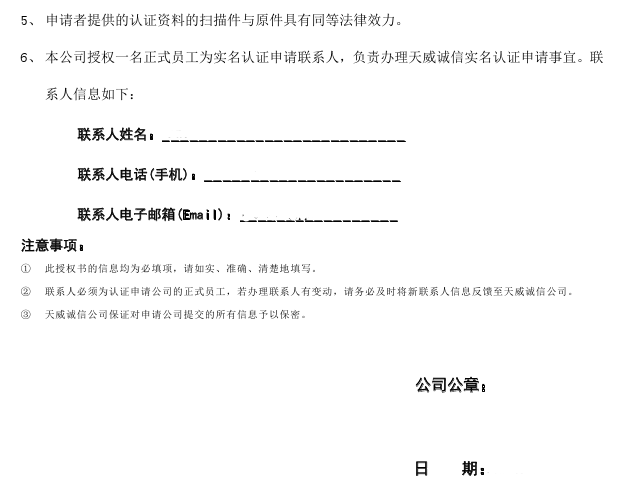 5、 申请者提供的认证资料的扫描件与原件具有同等法律效力。
6、 本公司授权一名正式员工为实名认证申请联系人，负责办理天威诚信实名认证申请事宜。联
系人信息如下：
联系人姓名：
联系人电话(手机)：
联系人电子邮箱(Email)：
注意事项：
① 此授权书的信息均为必填项，请如实、准确、清楚地填写。
② 联系人必须为认证申请公司的正式员工，若办理联系人有变动，请务必及时将新联系人信息反馈至天威诚信公司。
③ 天威诚信公司保证对申请公司提交的所有信息予以保密。
公司公章：
日 期：